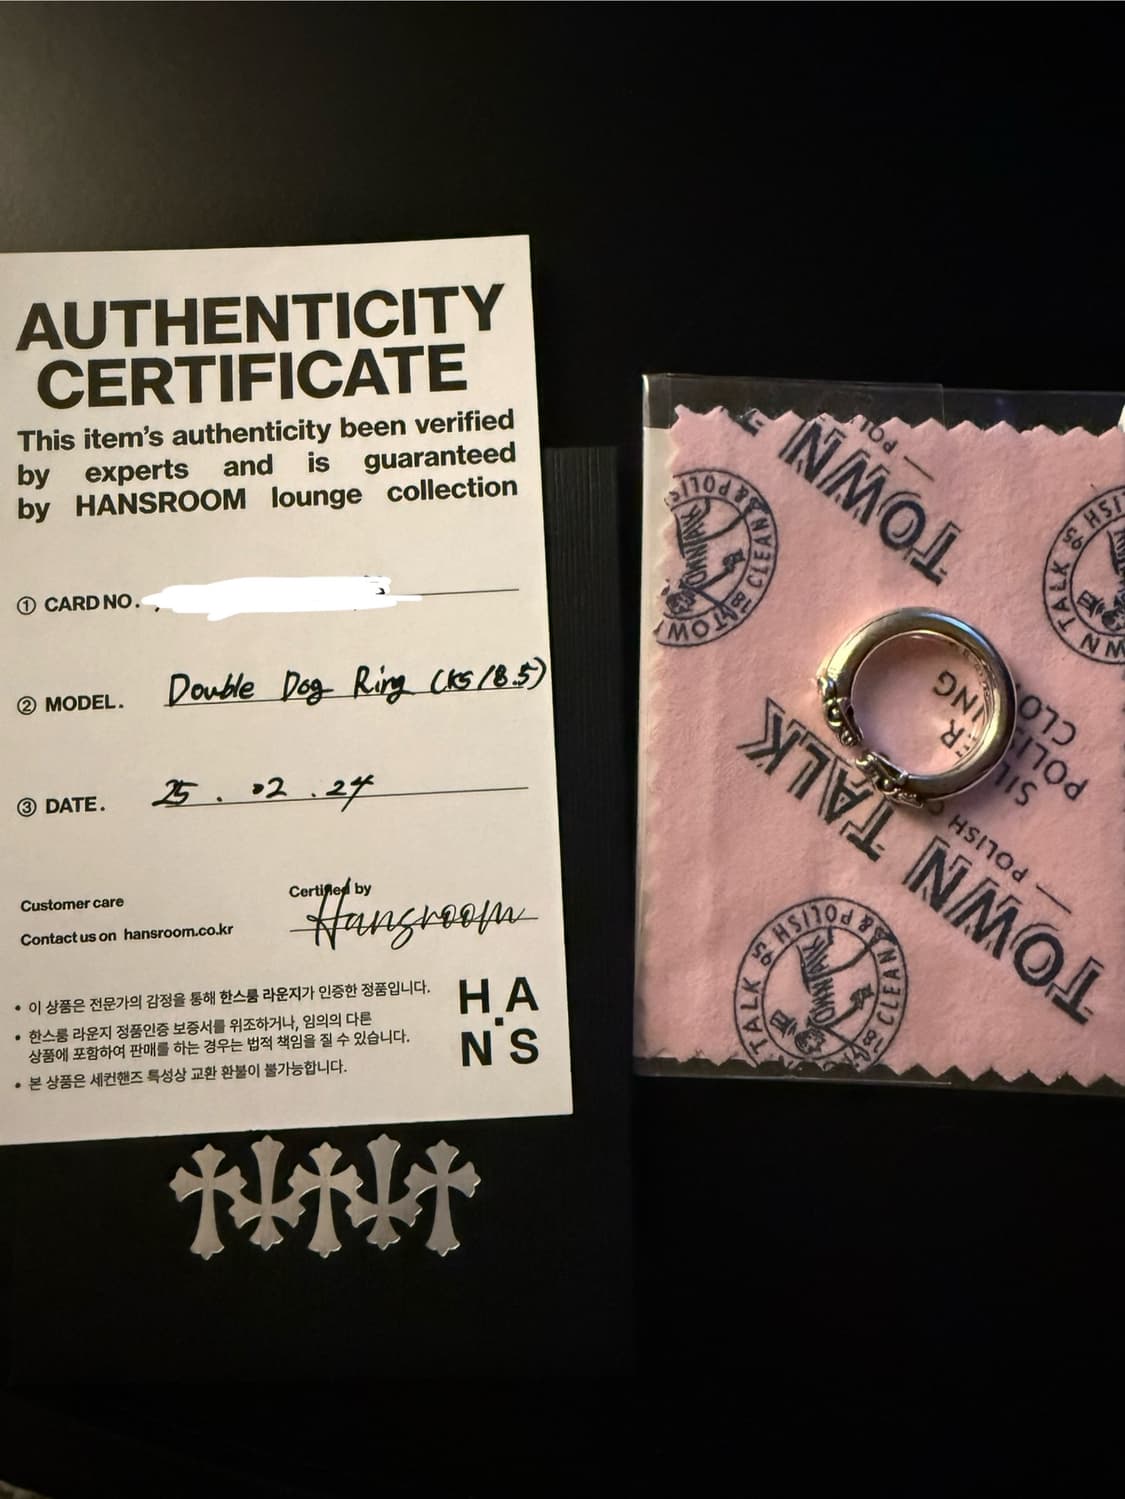 AUTHENTICITY
CERTIFICATE
This item's authenticity been verified
by experts and is guaranteed
by HANSROOM lounge collection
① CARD NO.
② MODEL. Double Dog Ring (KS/8.5)
③ DATE. 25 . 02 . 24
Customer care
Contact us on hansroom.co.kr
Certified by
Hansroom
• 이 상품은 전문가의 감정을 통해 한스룸 라운지가 인증한 정품입니다.
• 한스룸 라운지 정품인증 보증서를 위조하거나, 임의의 다른
상품에 포함하여 판매를 하는 경우는 법적 책임을 질 수 있습니다.
• 본 상품은 세컨핸즈 특성상 교환 환불이 불가능합니다.
H.A
N S
TOWN
TOWN TALK
POLISH
TOWN TALK POLISH
CLEAN & POLISH